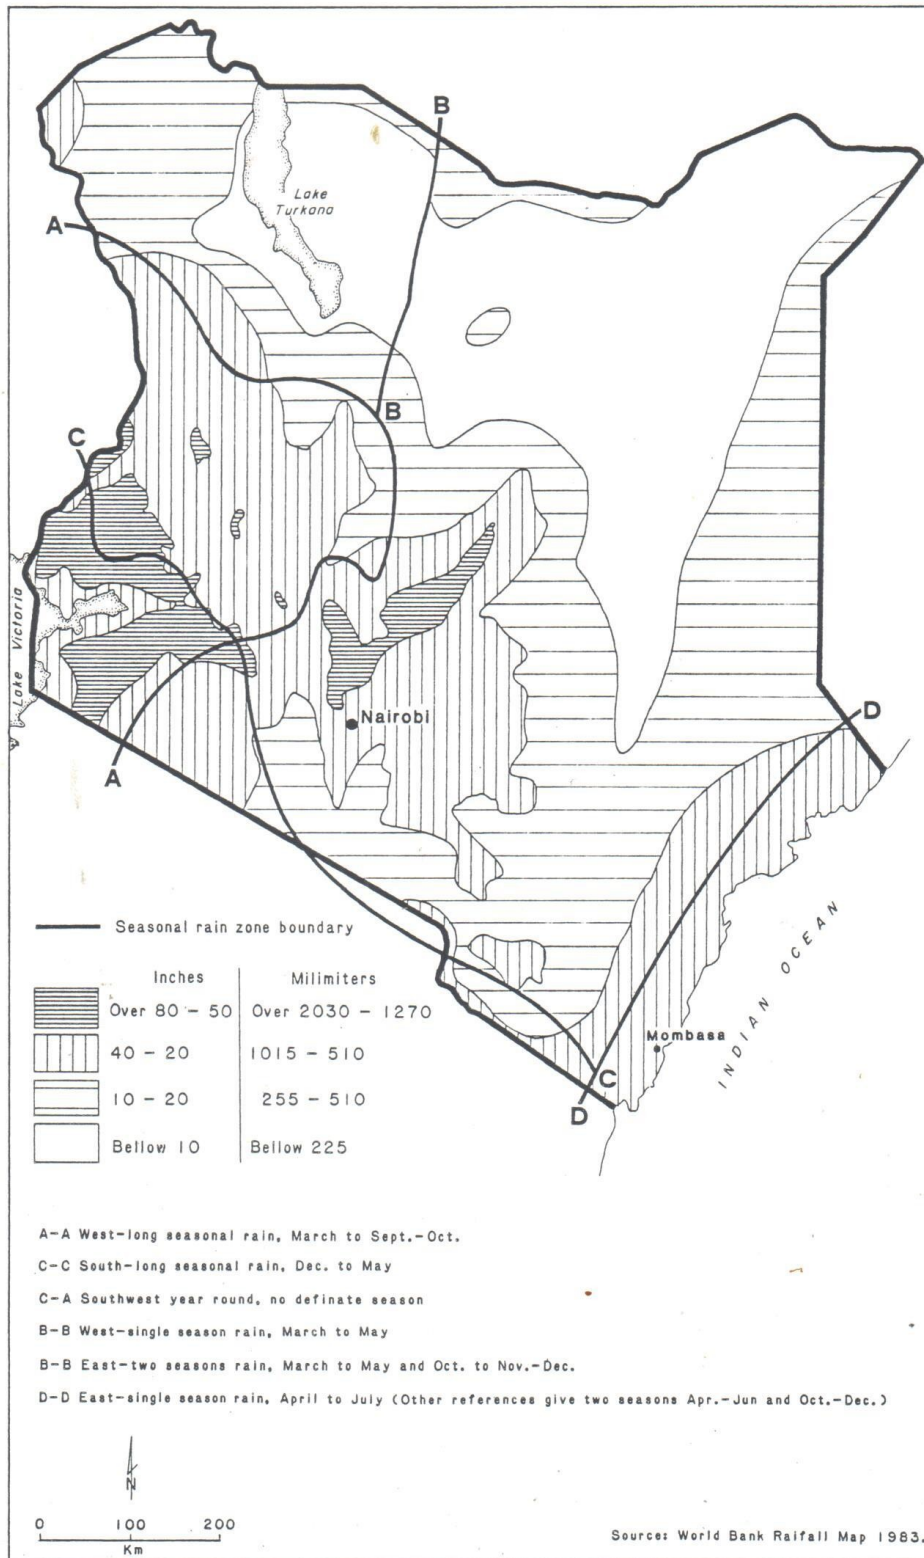 B
Lake
Turkana
A
B
C
Lake Victoria
Nairobi
D
A
Seasonal rain zone boundary
Inches
Milimiters
Over 80 - 50
Over 2030 - 1270
40 - 20
1015 - 510
10 - 20
255 - 510
Bellow 10
Bellow 225
INDIAN OCEAN
Mombasa
C
D
A-A West-long seasonal rain, March to Sept.-Oct.
C-C South-long seasonal rain, Dec. to May
C-A Southwest year round, no definate season
B-B West-single season rain, March to May
B-B East-two seasons rain, March to May and Oct. to Nov.-Dec.
D-D East-single season rain, April to July (Other references give two seasons Apr.-Jun and Oct.-Dec.)
N
0 100 200
Km
Source: World Bank Raifall Map 1983.